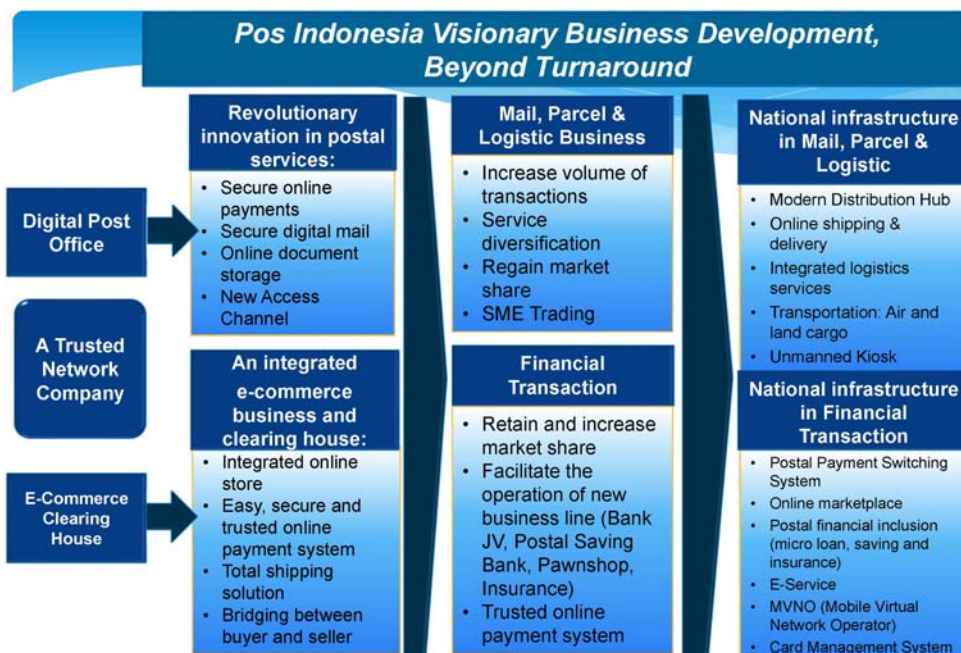 Pos Indonesia Visionary Business Development,
Beyond Turnaround
Digital Post
Office
A Trusted
Network
Company
E-Commerce
Clearing
House
Revolutionary
innovation in postal
services:
• Secure online
payments
• Secure digital mail
• Online document
storage
• New Access
Channel
An integrated
e-commerce
business and
clearing house:
• Integrated online
store
• Easy, secure and
trusted online
payment system
• Total shipping
solution
• Bridging between
buyer and seller
Mail, Parcel &
Logistic Business
• Increase volume of
transactions
• Service
diversification
• Regain market
share
• SME Trading
Financial
Transaction
• Retain and increase
market share
• Facilitate the
operation of new
business line (Bank
JV, Postal Saving
Bank, Pawnshop,
Insurance)
• Trusted online
payment system
National infrastructure
in Mail, Parcel &
Logistic
• Modern Distribution Hub
• Online shipping &
delivery
• Integrated logistics
services
• Transportation: Air and
land cargo
• Unmanned Kiosk
National infrastructure
in Financial
Transaction
• Postal Payment Switching
System
• Online marketplace
• Postal financial inclusion
(micro loan, saving and
insurance)
• E-Service
• MVNO (Mobile Virtual
Network Operator)
• Card Management System